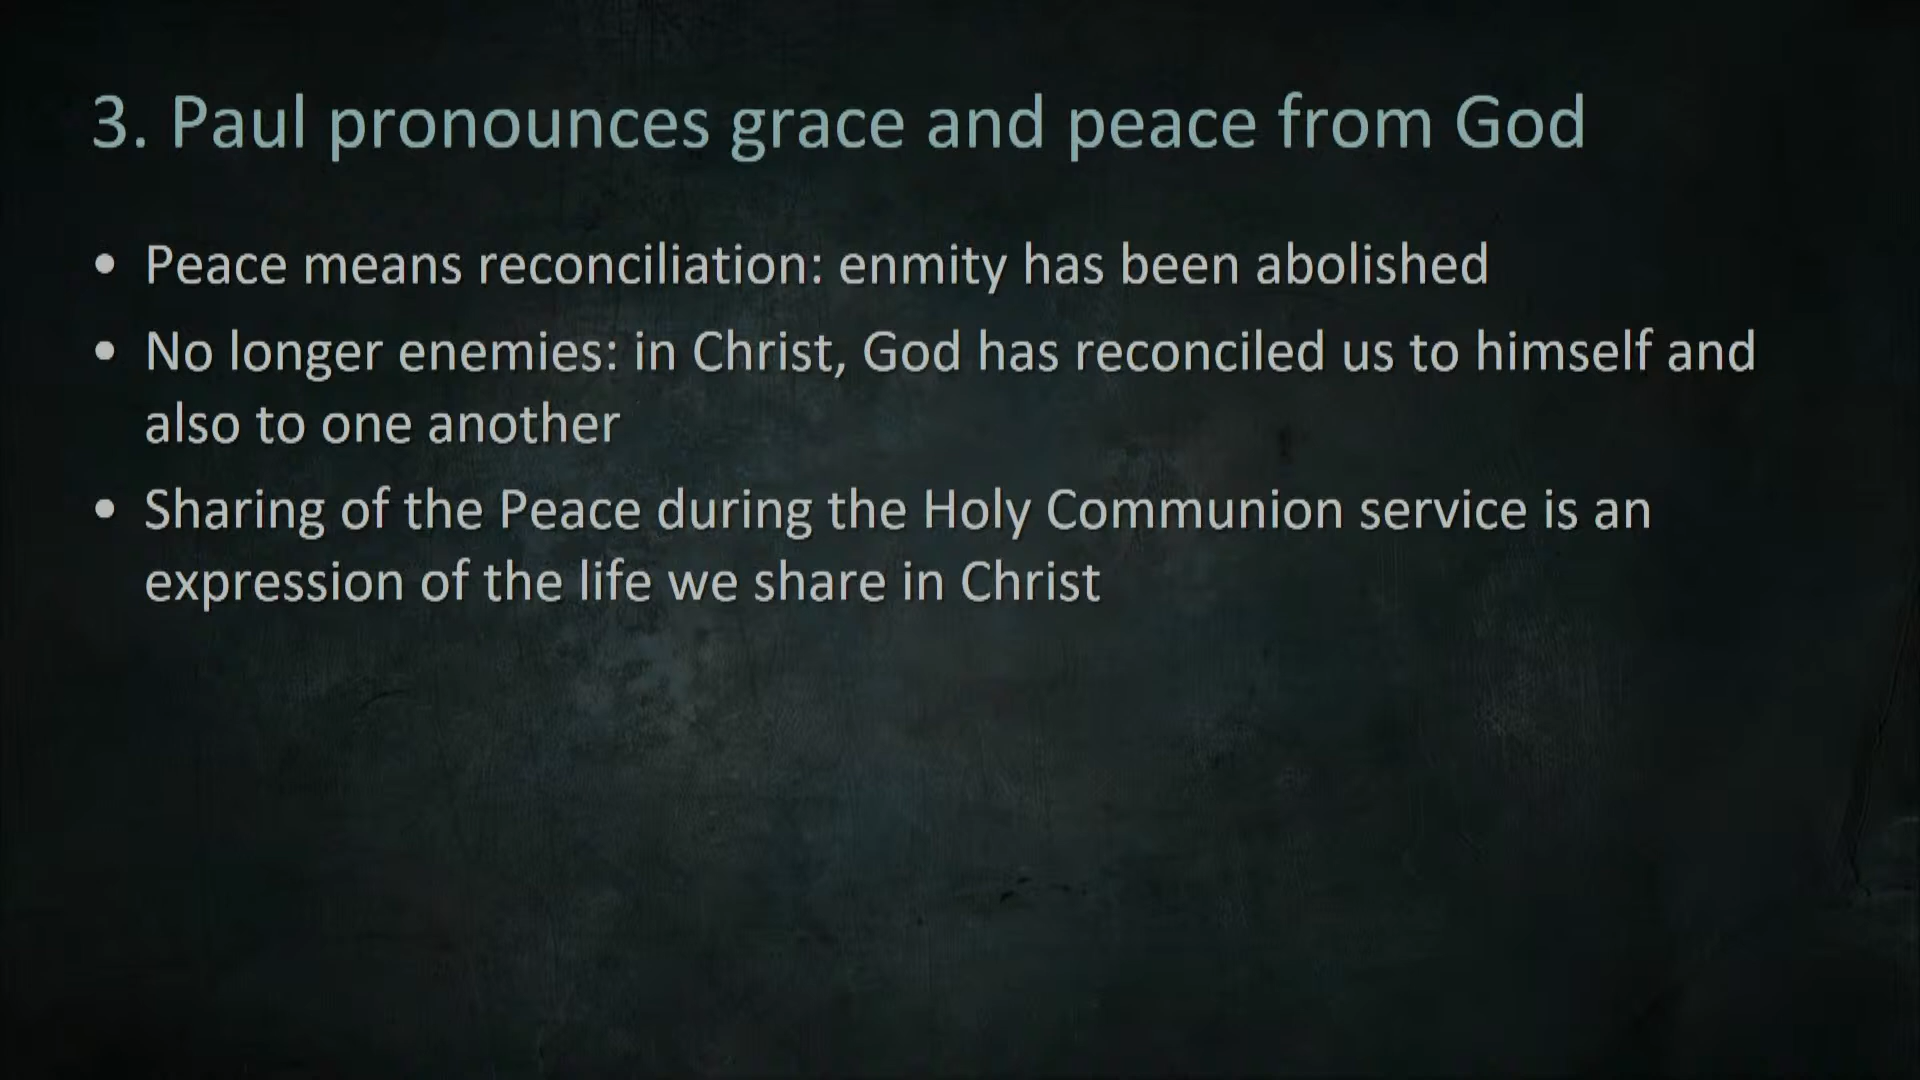 3. Paul pronounces grace and peace from God
• Peace means reconciliation: enmity has been abolished
• No longer enemies: in Christ, God has reconciled us to himself and
also to one another
• Sharing of the Peace during the Holy Communion service is an
expression of the life we share in Christ